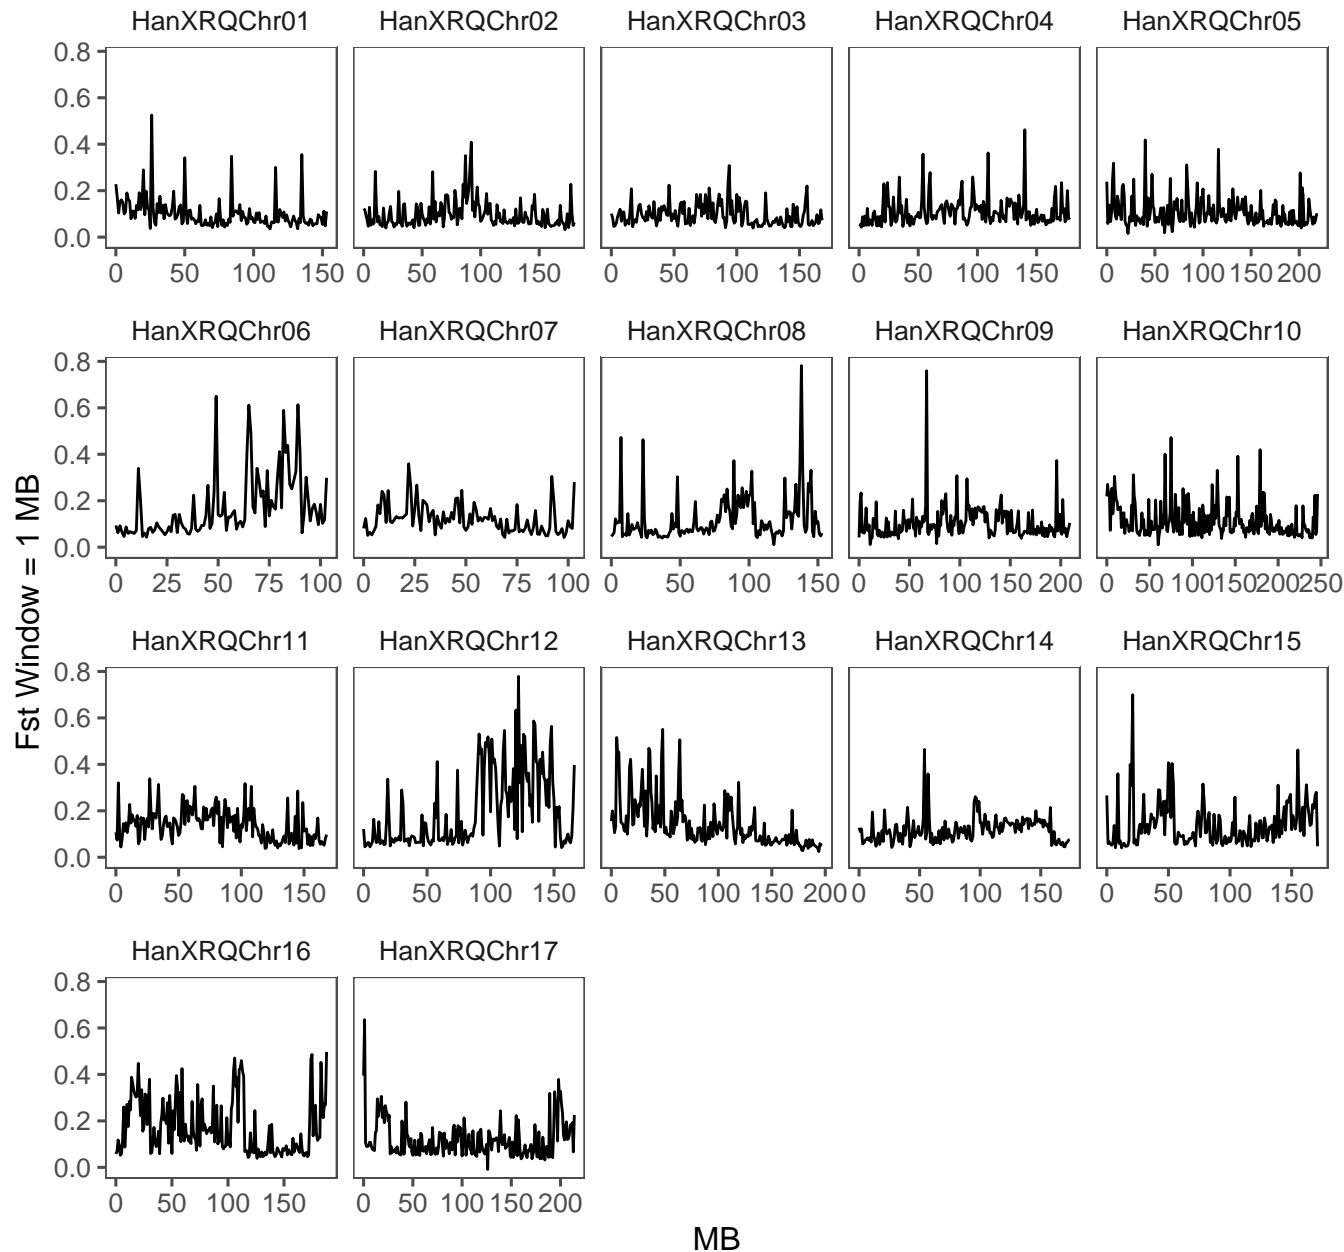 HanXRQChr01 HanXRQChr02 HanXRQChr03 HanXRQChr04 HanXRQChr05
0.8
0.6
0.4
0.2
0.0
0 50 100 150 0 50 100 150 0 50 100 150 0 50 100 150 0 50 100 150 200
HanXRQChr06 HanXRQChr07 HanXRQChr08 HanXRQChr09 HanXRQChr10
0.8
0.6
0.4
0.2
0.0
0 25 50 75 100 0 25 50 75 100 0 50 100 150 0 50 100 150 200 0 50 100 150 200 250
Fst Window = 1 MB
HanXRQChr11 HanXRQChr12 HanXRQChr13 HanXRQChr14 HanXRQChr15
0.8
0.6
0.4
0.2
0.0
0 50 100 150 0 50 100 150 0 50 100 150 200 0 50 100 150 0 50 100 150
HanXRQChr16 HanXRQChr17
0.8
0.6
0.4
0.2
0.0
0 50 100 150 0 50 100 150 200
MB